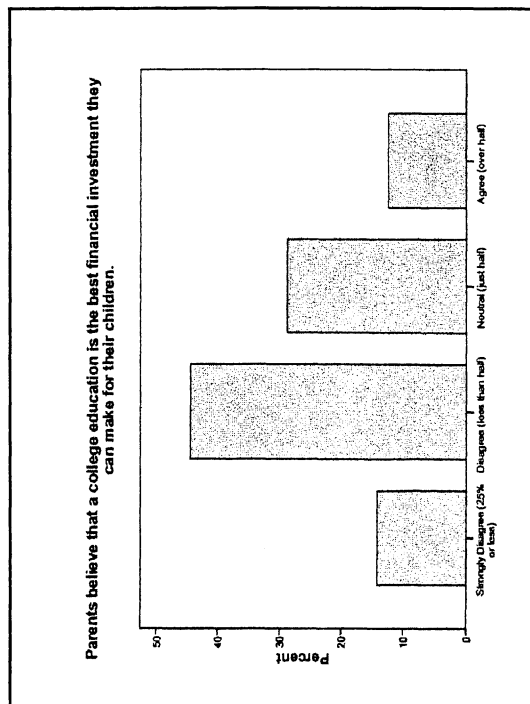 Parents believe that a college education is the best financial investment they
can make for their children.
Percent
50
40
30
20
10
0
Strongly Disagree (25%
or less)
Disagree (less than half)
Neutral (just half)
Agree (over half)